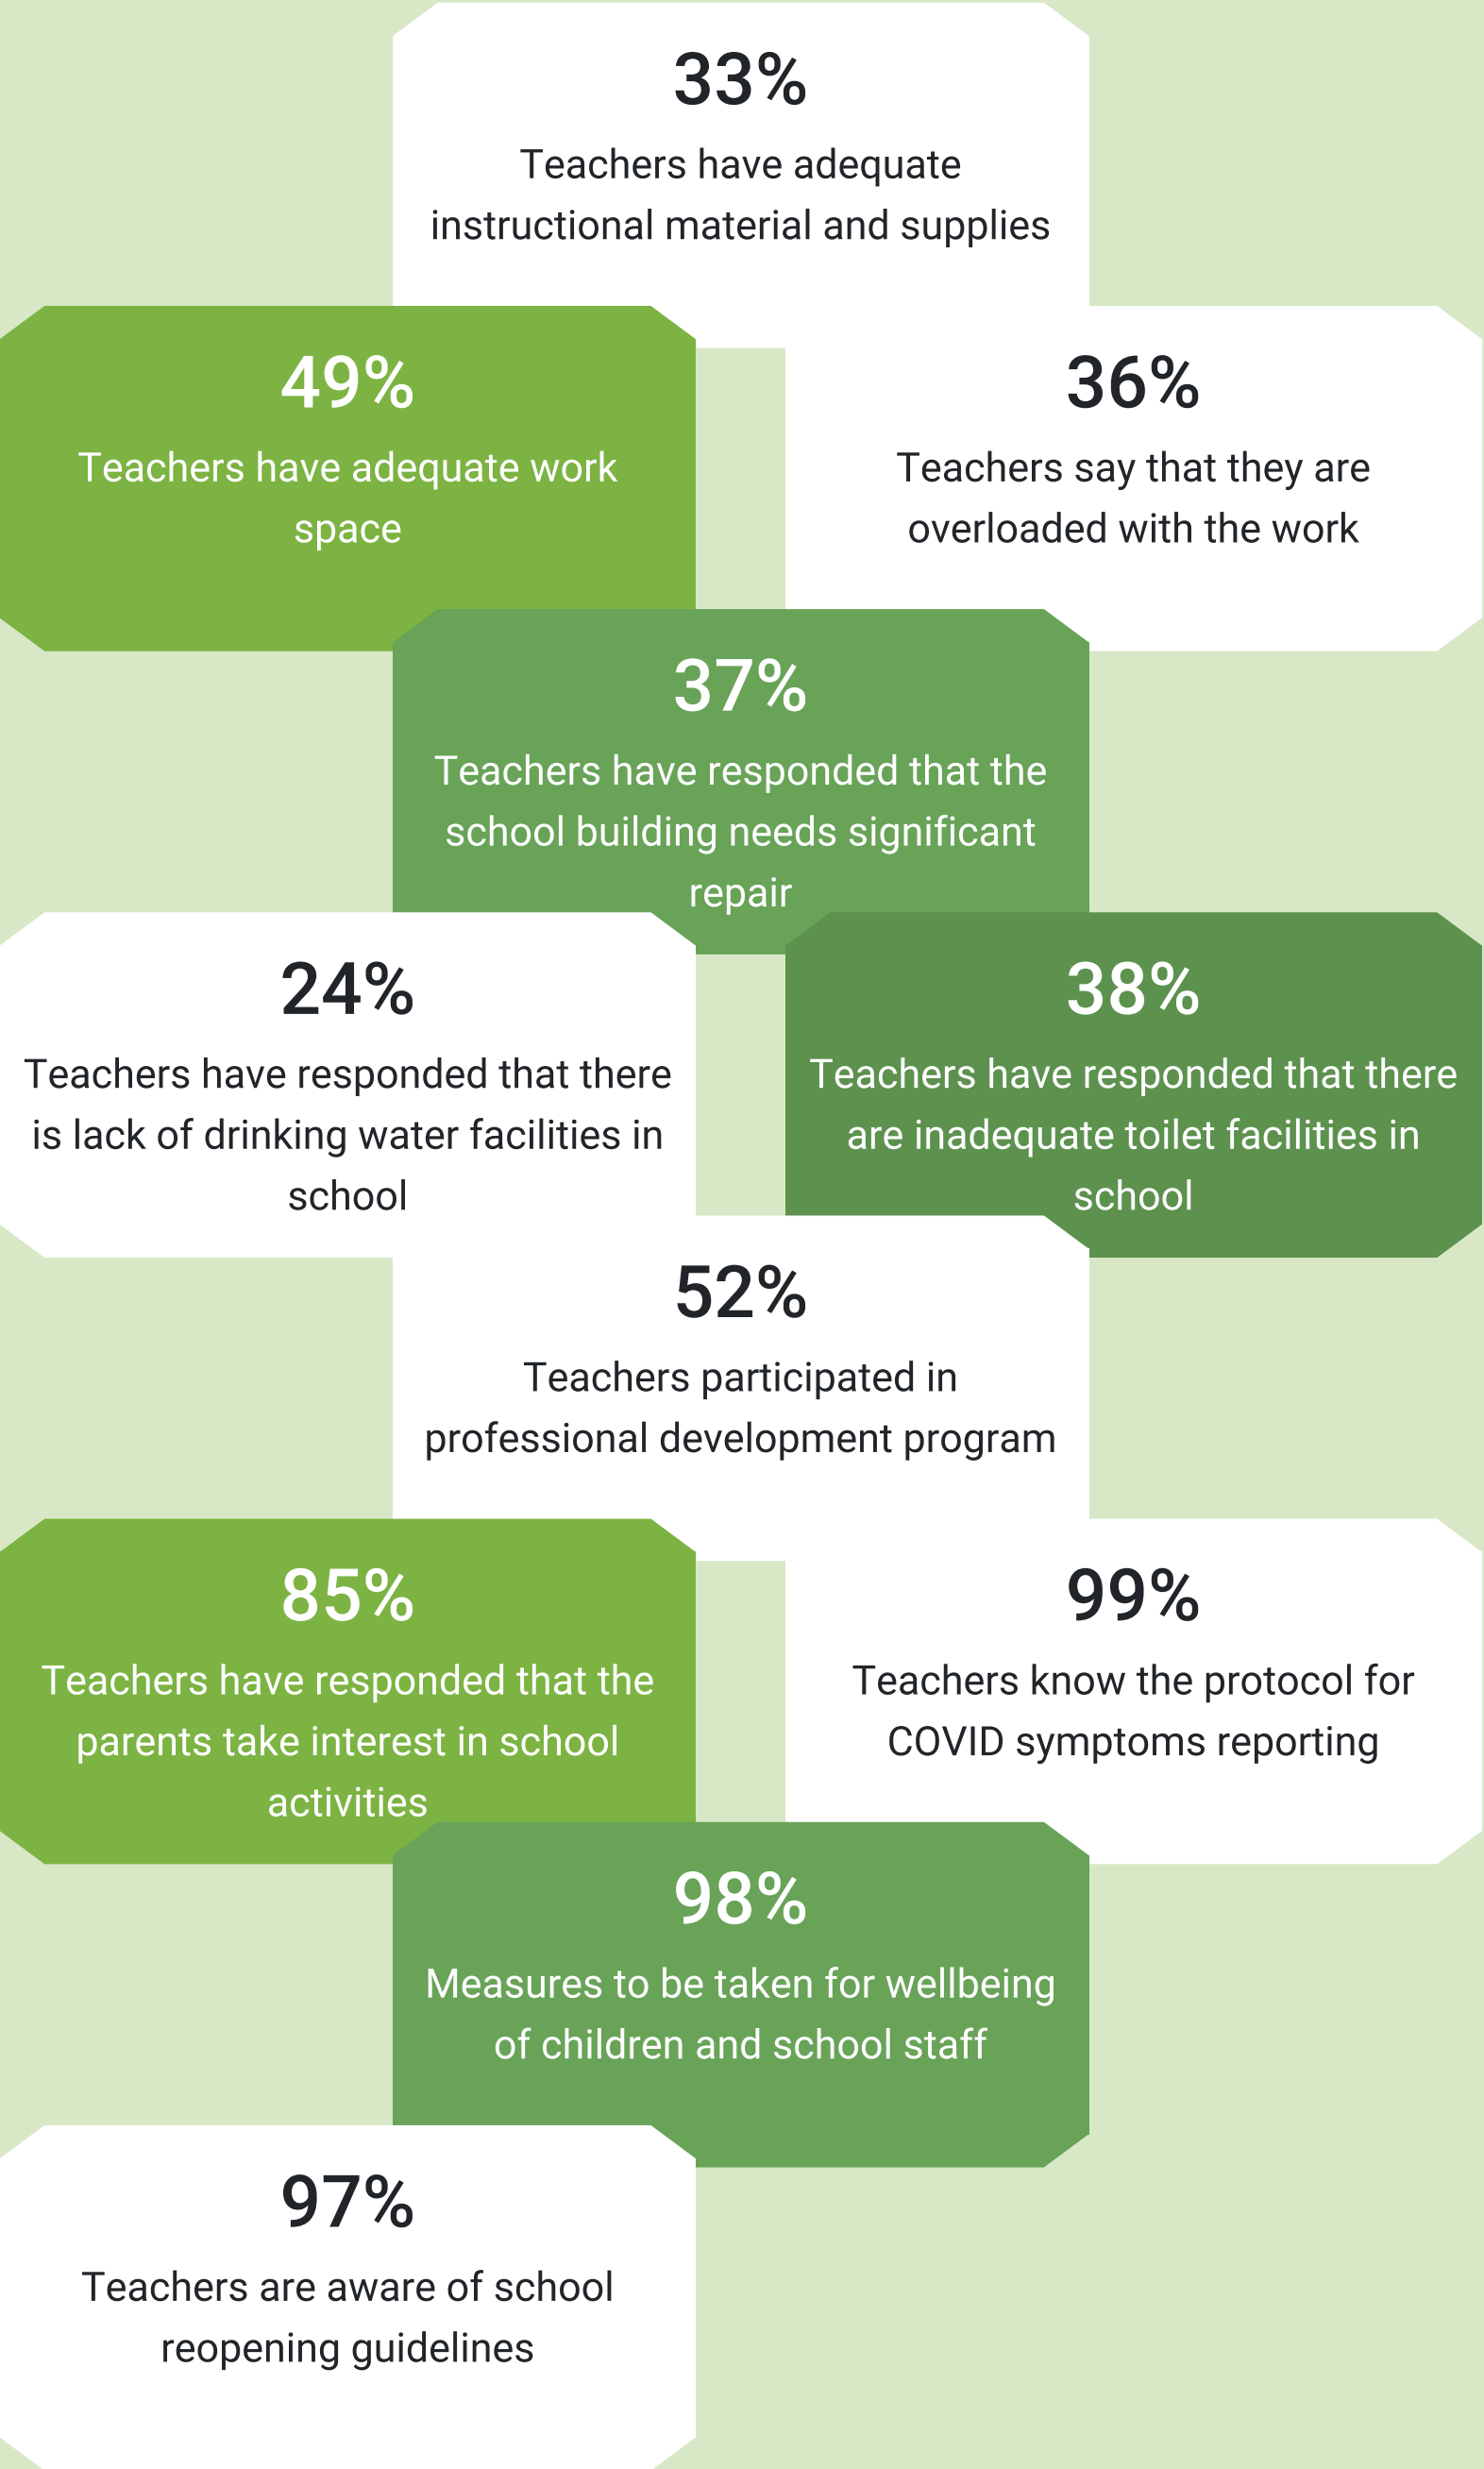 33%
Teachers have adequate
instructional material and supplies
49%
Teachers have adequate work
space
36%
Teachers say that they are
overloaded with the work
37%
Teachers have responded that the
school building needs significant
repair
24%
Teachers have responded that there
is lack of drinking water facilities in
school
38%
Teachers have responded that there
are inadequate toilet facilities in
school
52%
Teachers participated in
professional development program
85%
Teachers have responded that the
parents take interest in school
activities
99%
Teachers know the protocol for
COVID symptoms reporting
98%
Measures to be taken for wellbeing
of children and school staff
97%
Teachers are aware of school
reopening guidelines